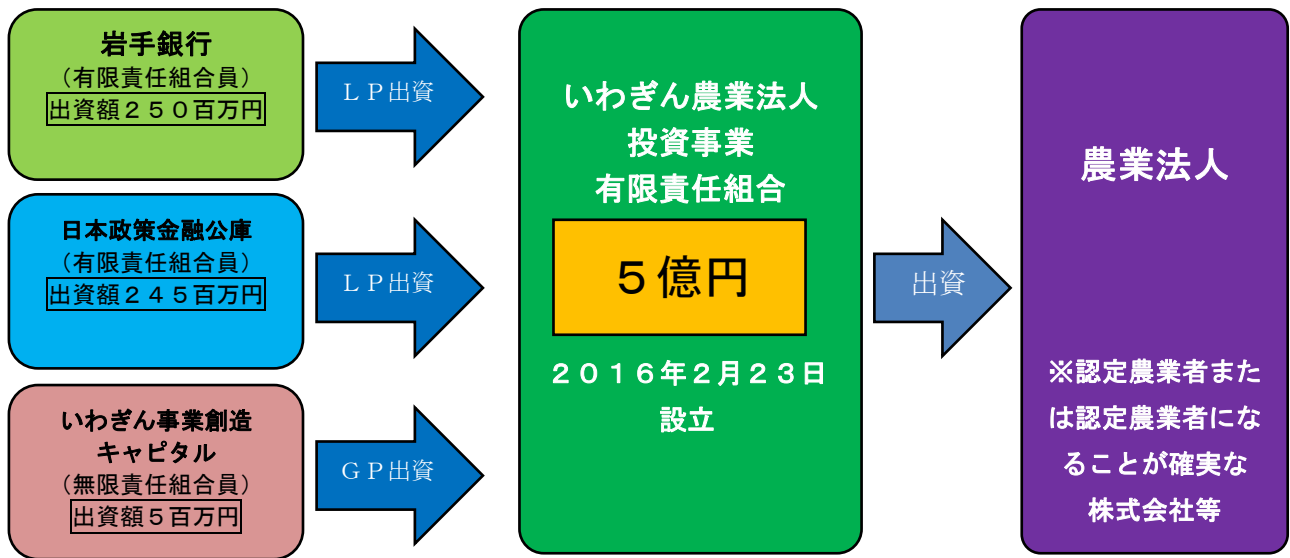 岩手銀行
（有限責任組合員）
出資額２５０百万円
ＬＰ出資
日本政策金融公庫
（有限責任組合員）
出資額２４５百万円
ＬＰ出資
いわぎん事業創造
キャピタル
（無限責任組合員）
出資額５百万円
ＧＰ出資
いわぎん農業法人
投資事業
有限責任組合
５億円
２０１６年２月２３日
設立
出資
農業法人
※認定農業者また
は認定農業者にな
ることが確実な
株式会社等